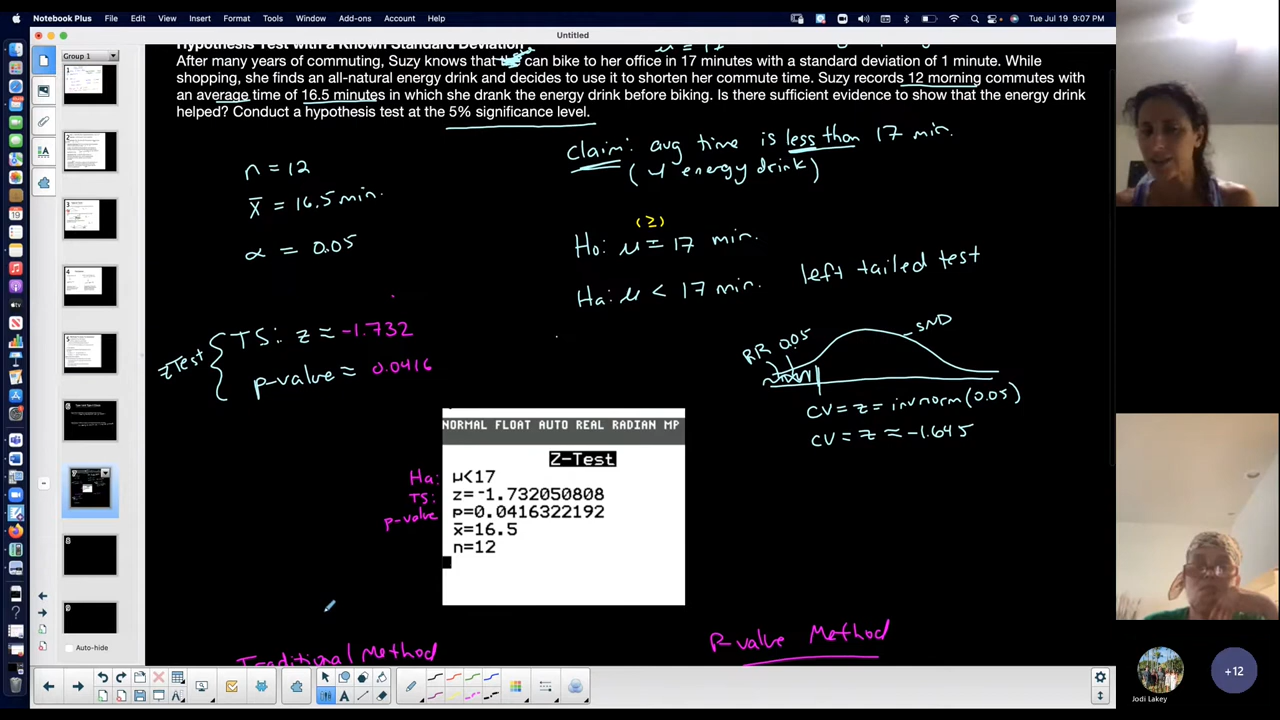 Notebook Plus File Edit View Insert Format Tools Window Add-ons Account Help
Tue Jul 19 9:07 PM
Untitled
Group 1
Hypothesis Test with a Known Standard Deviation
After many years of commuting, Suzy knows that can bike to her office in 17 minutes with a standard deviation of 1 minute. While
shopping, she finds an all-natural energy drink and decides to use it to shorten her commute time. Suzy records 12 morning commutes with
an average time of 16.5 minutes in which she drank the energy drink before biking. Is there sufficient evidence to show that the energy drink
helped? Conduct a hypothesis test at the 5% significance level.
claim: avg time is less than 17 min.
(w/ energy drink)
n = 12
x̄ = 16.5 min.
α = 0.05
(≥)
Ho: μ = 17 min.
Ha: μ < 17 min. left tailed test
zTest
TS: z ≈ -1.732
p-value ≈ 0.0416
RR 0.05
SND
CV = z = invnorm(0.05)
CV = z ≈ -1.645
NORMAL FLOAT AUTO REAL RADIAN MP
Z-Test
Ha: μ<17
TS: z=-1.732050808
p-value p=0.0416322192
x̄=16.5
n=12
Traditional Method
P-value Method
Auto-hide
Jodi Lakey
+12